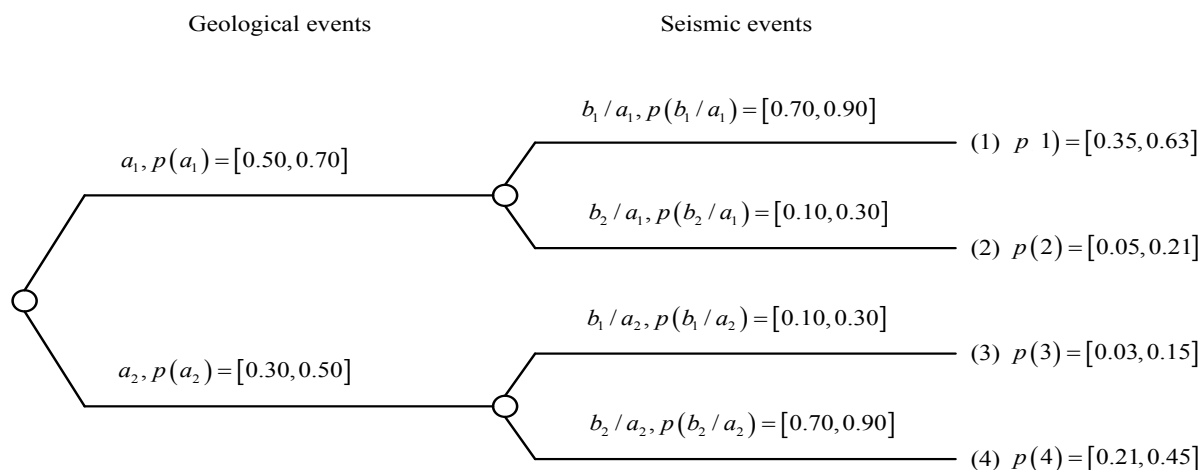 Geological events Seismic events
b₁ / a₁, p(b₁ / a₁) = [0.70, 0.90]
(1) p 1) = [0.35, 0.63]
a₁, p(a₁) = [0.50, 0.70]
b₂ / a₁, p(b₂ / a₁) = [0.10, 0.30]
(2) p(2) = [0.05, 0.21]
b₁ / a₂, p(b₁ / a₂) = [0.10, 0.30]
(3) p(3) = [0.03, 0.15]
a₂, p(a₂) = [0.30, 0.50]
b₂ / a₂, p(b₂ / a₂) = [0.70, 0.90]
(4) p(4) = [0.21, 0.45]